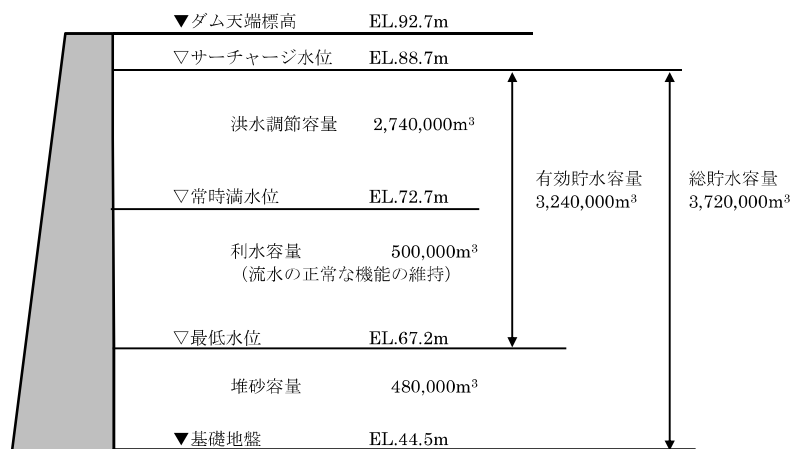 ▼ダム天端標高 EL.92.7m
▽サーチャージ水位 EL.88.7m
洪水調節容量 2,740,000m³
有効貯水容量
3,240,000m³
総貯水容量
3,720,000m³
▽常時満水位 EL.72.7m
利水容量 500,000m³
（流水の正常な機能の維持）
▽最低水位 EL.67.2m
堆砂容量 480,000m³
▼基礎地盤 EL.44.5m